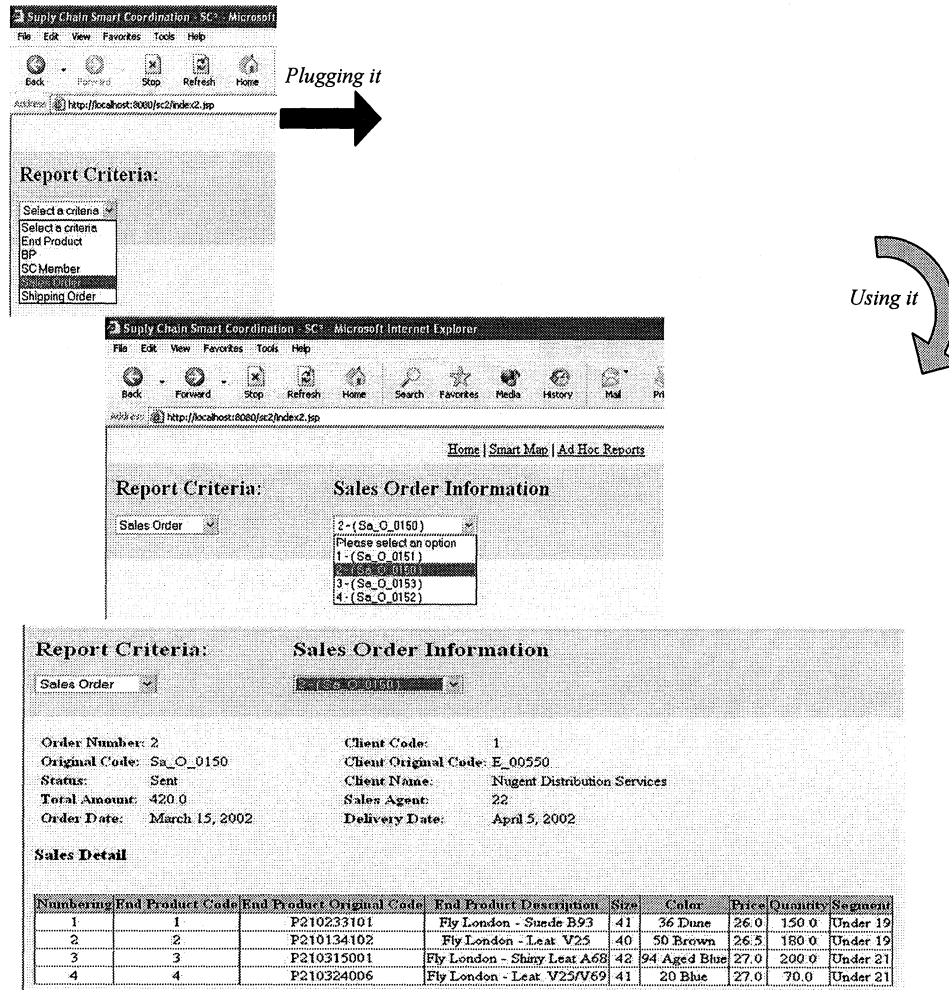 Suply Chain Smart Coordination - SC² - Microsoft
File Edit View Favorites Tools Help
Back Forward Stop Refresh Home
Address http://localhost:8080/sc2/index2.jsp
Plugging it
Report Criteria:
Select a criteria
Select a criteria
End Product
BP
SC Member
Sales Order
Shipping Order
Using it
Suply Chain Smart Coordination - SC² - Microsoft Internet Explorer
File Edit View Favorites Tools Help
Back Forward Stop Refresh Home Search Favorites Media History Mail Pri
Address http://localhost:8080/sc2/index2.jsp
Home | Smart Map | Ad Hoc Reports
Report Criteria: Sales Order Information
Sales Order 2 - ( Sa_O_0150 )
Please select an option
1 - ( Sa_O_0151 )
2 - ( Sa_O_0150 )
3 - ( Sa_O_0153 )
4 - ( Sa_O_0152 )
Report Criteria: Sales Order Information
Sales Order 2 - ( Sa_O_0150 )
Order Number: 2 Client Code: 1
Original Code: Sa_O_0150 Client Original Code: E_00550
Status: Sent Client Name: Nugent Distribution Services
Total Amount: 420.0 Sales Agent: 22
Order Date: March 15, 2002 Delivery Date: April 5, 2002
Sales Detail
Numbering End Product Code End Product Original Code End Product Description Size Color Price Quantity Segment
1 1 P210233101 Fly London - Suede B93 41 36 Dune 26.0 150.0 Under 19
2 2 P210134102 Fly London - Leat. V25 40 50 Brown 26.5 180.0 Under 19
3 3 P210315001 Fly London - Shiny Leat A68 42 94 Aged Blue 27.0 200.0 Under 21
4 4 P210324006 Fly London - Leat. V25/V69 41 20 Blue 27.0 70.0 Under 21